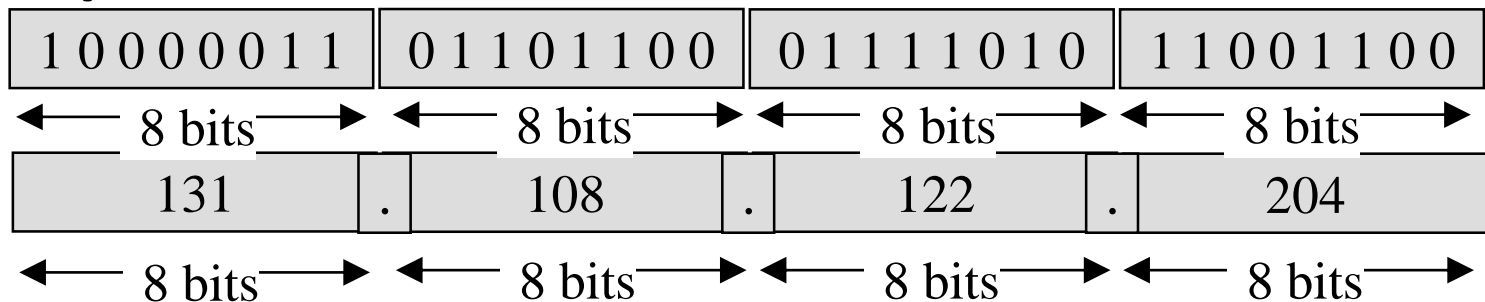 1 0 0 0 0 0 1 1 0 1 1 0 1 1 0 0 0 1 1 1 1 0 1 0 1 1 0 0 1 1 0 0
8 bits 8 bits 8 bits 8 bits
131 . 108 . 122 . 204
8 bits 8 bits 8 bits 8 bits